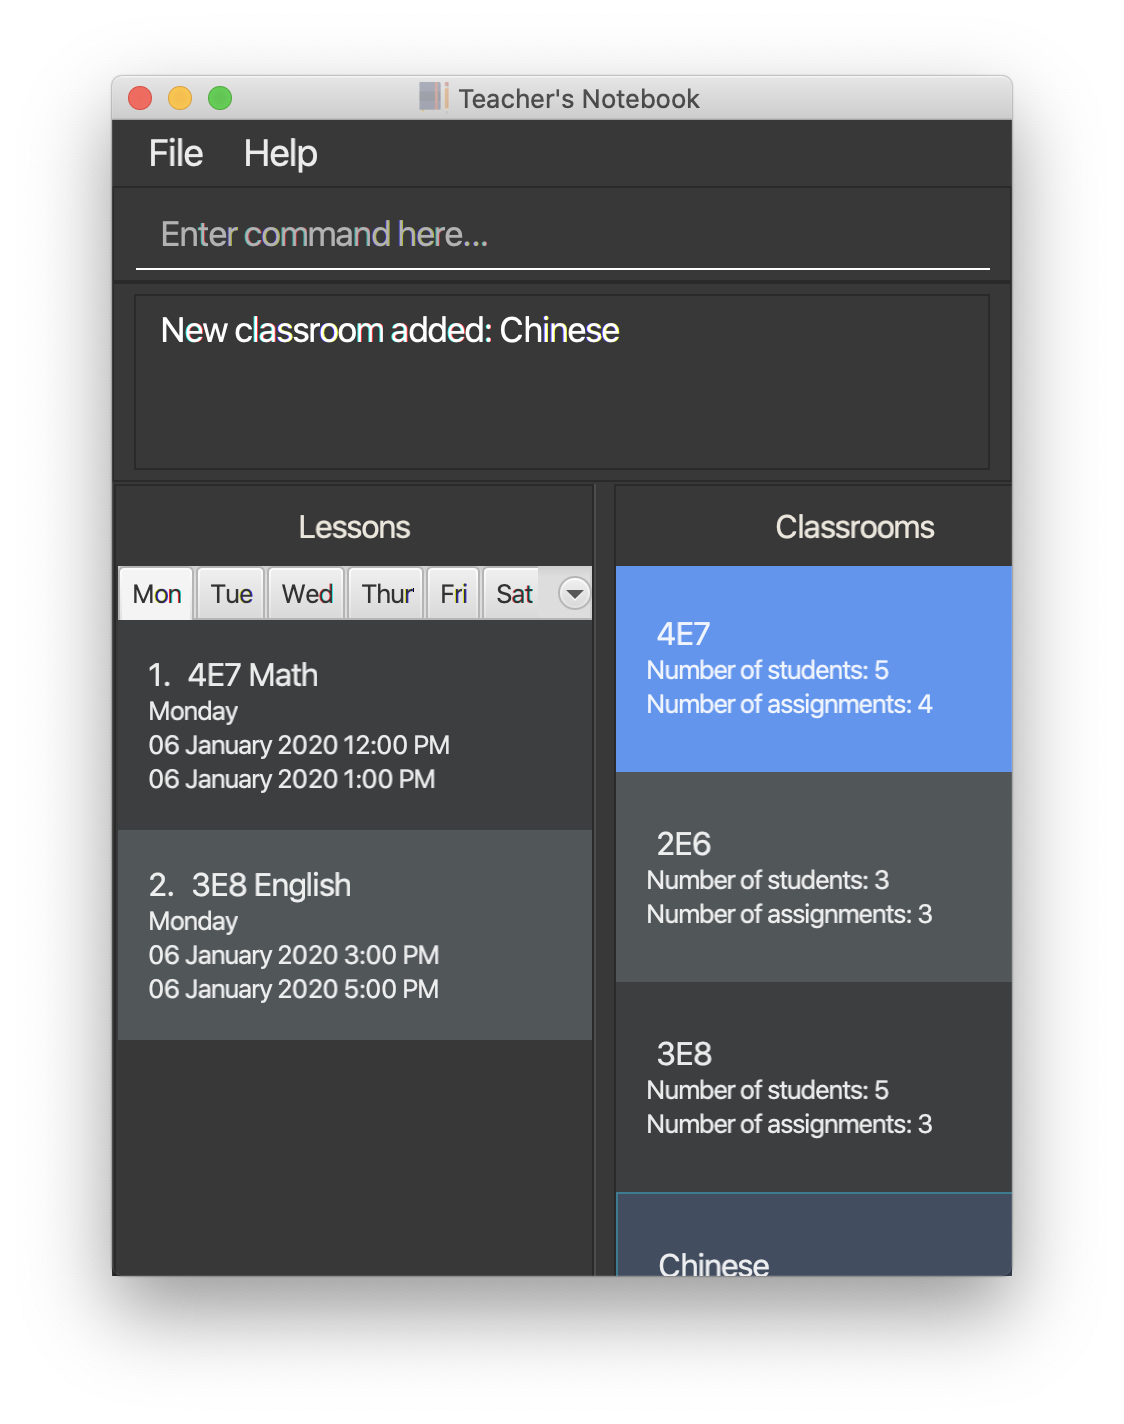 Teacher's Notebook
File Help
Enter command here...
New classroom added: Chinese
Lessons
Mon Tue Wed Thur Fri Sat
1. 4E7 Math
Monday
06 January 2020 12:00 PM
06 January 2020 1:00 PM
2. 3E8 English
Monday
06 January 2020 3:00 PM
06 January 2020 5:00 PM
Classrooms
4E7
Number of students: 5
Number of assignments: 4
2E6
Number of students: 3
Number of assignments: 3
3E8
Number of students: 5
Number of assignments: 3
Chinese